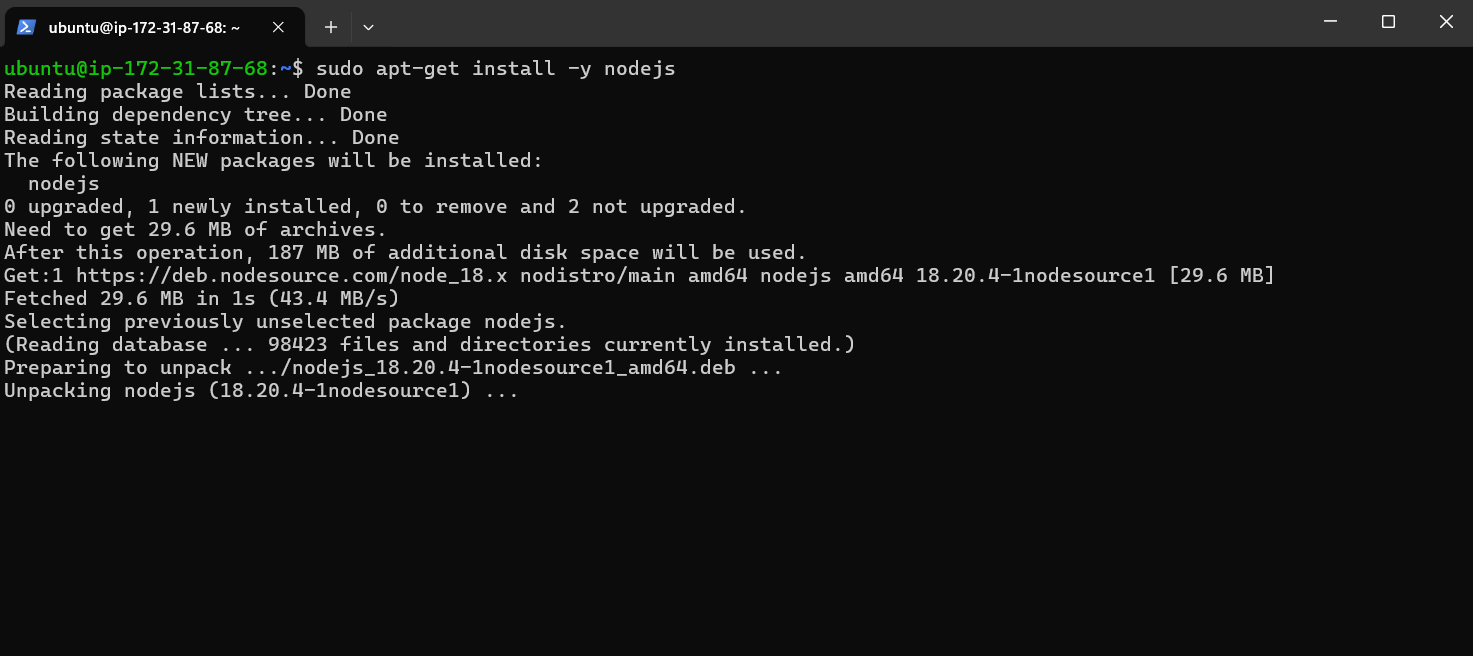 ubuntu@ip-172-31-87-68: ~
ubuntu@ip-172-31-87-68:~$ sudo apt-get install -y nodejs
Reading package lists... Done
Building dependency tree... Done
Reading state information... Done
The following NEW packages will be installed:
  nodejs
0 upgraded, 1 newly installed, 0 to remove and 2 not upgraded.
Need to get 29.6 MB of archives.
After this operation, 187 MB of additional disk space will be used.
Get:1 https://deb.nodesource.com/node_18.x nodistro/main amd64 nodejs amd64 18.20.4-1nodesource1 [29.6 MB]
Fetched 29.6 MB in 1s (43.4 MB/s)
Selecting previously unselected package nodejs.
(Reading database ... 98423 files and directories currently installed.)
Preparing to unpack .../nodejs_18.20.4-1nodesource1_amd64.deb ...
Unpacking nodejs (18.20.4-1nodesource1) ...